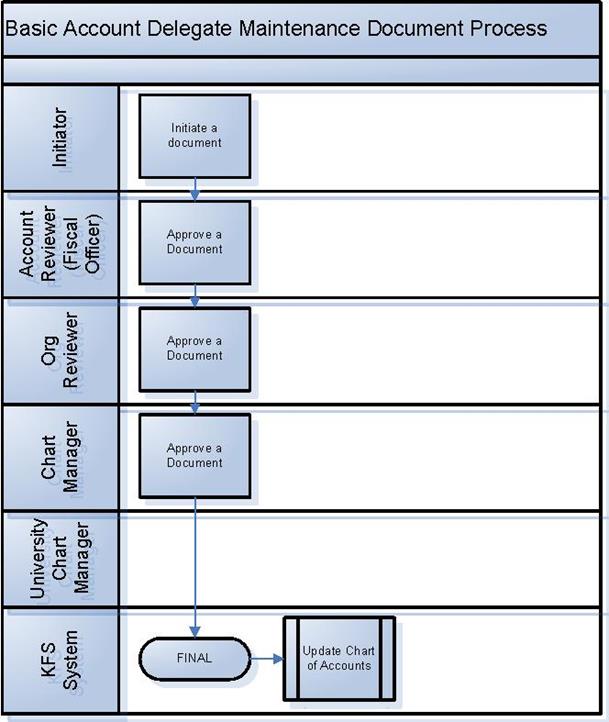 Basic Account Delegate Maintenance Document Process
Initiator
Initiate a
document
Account
Reviewer
(Fiscal
Officer)
Approve a
Document
Org
Reviewer
Approve a
Document
Chart
Manager
Approve a
Document
University
Chart
Manager
KFS
System
FINAL
Update Chart
of Accounts